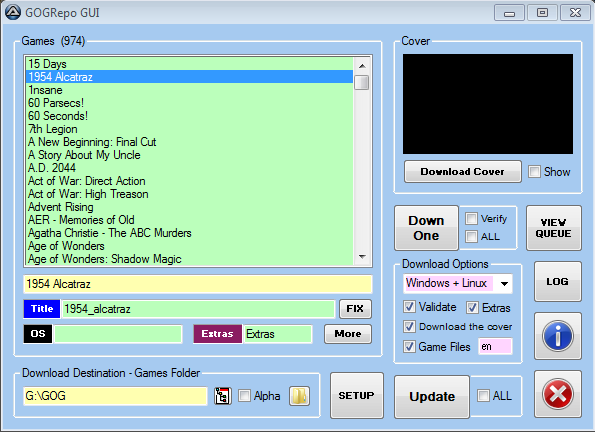 GOGRepo GUI
Games (974)
15 Days
1954 Alcatraz
1nsane
60 Parsecs!
60 Seconds!
7th Legion
A New Beginning: Final Cut
A Story About My Uncle
A.D. 2044
Act of War: Direct Action
Act of War: High Treason
Advent Rising
AER - Memories of Old
Agatha Christie - The ABC Murders
Age of Wonders
Age of Wonders: Shadow Magic
1954 Alcatraz
Title 1954_alcatraz FIX
OS Extras Extras More
Download Destination - Games Folder
G:\GOG Alpha
SETUP
Cover
Download Cover Show
Down One
Verify
ALL
VIEW QUEUE
Download Options
Windows + Linux
Validate Extras
Download the cover
Game Files en
LOG
Update ALL